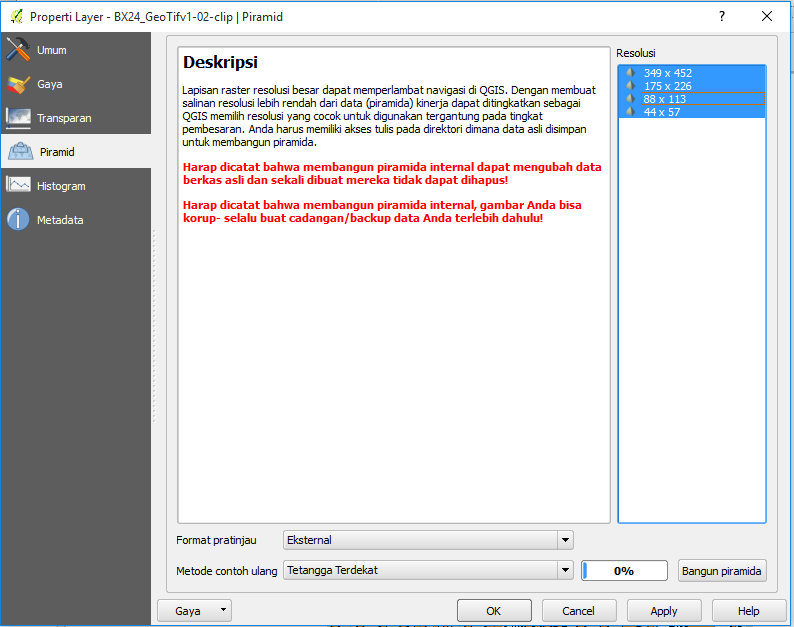 Properti Layer - BX24_GeoTifv1-02-clip | Piramid
?
Umum
Gaya
Transparan
Piramid
Histogram
Metadata
Deskripsi
Lapisan raster resolusi besar dapat memperlambat navigasi di QGIS. Dengan membuat
salinan resolusi lebih rendah dari data (piramida) kinerja dapat ditingkatkan sebagai
QGIS memilih resolusi yang cocok untuk digunakan tergantung pada tingkat
pembesaran. Anda harus memiliki akses tulis pada direktori dimana data asli disimpan
untuk membangun piramida.
Harap dicatat bahwa membangun piramida internal dapat mengubah data
berkas asli dan sekali dibuat mereka tidak dapat dihapus!
Harap dicatat bahwa membangun piramida internal, gambar Anda bisa
korup- selalu buat cadangan/backup data Anda terlebih dahulu!
Resolusi
349 x 452
175 x 226
88 x 113
44 x 57
Format pratinjau
Eksternal
Metode contoh ulang
Tetangga Terdekat
0%
Bangun piramida
Gaya
OK
Cancel
Apply
Help